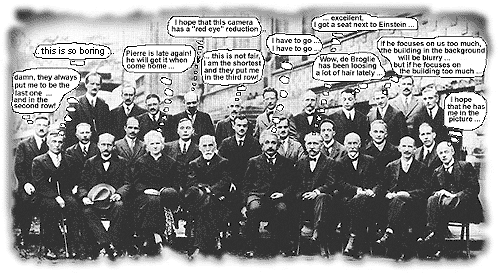 I hope that this camera
has a "red eye" reduction ..
... excellent,
I got a seat next to Einstein ...
.. this is so boring ..
Pierre is late again!
he will got it when
come home ...
.. this is not fair,
I am the shortest
and they put me
in the third row!
I have to go ..
I have to go ...
Wow, de Broglie
has been loosing
a lot of hair lately ..
If he focuses on us too much,
the building in the background
will be blurry ...
but if he focuses on
the building too much ...
damn, they always
put me to be the
last one ....
and in the
second row!
I hope
that he has
me in the
picture ...